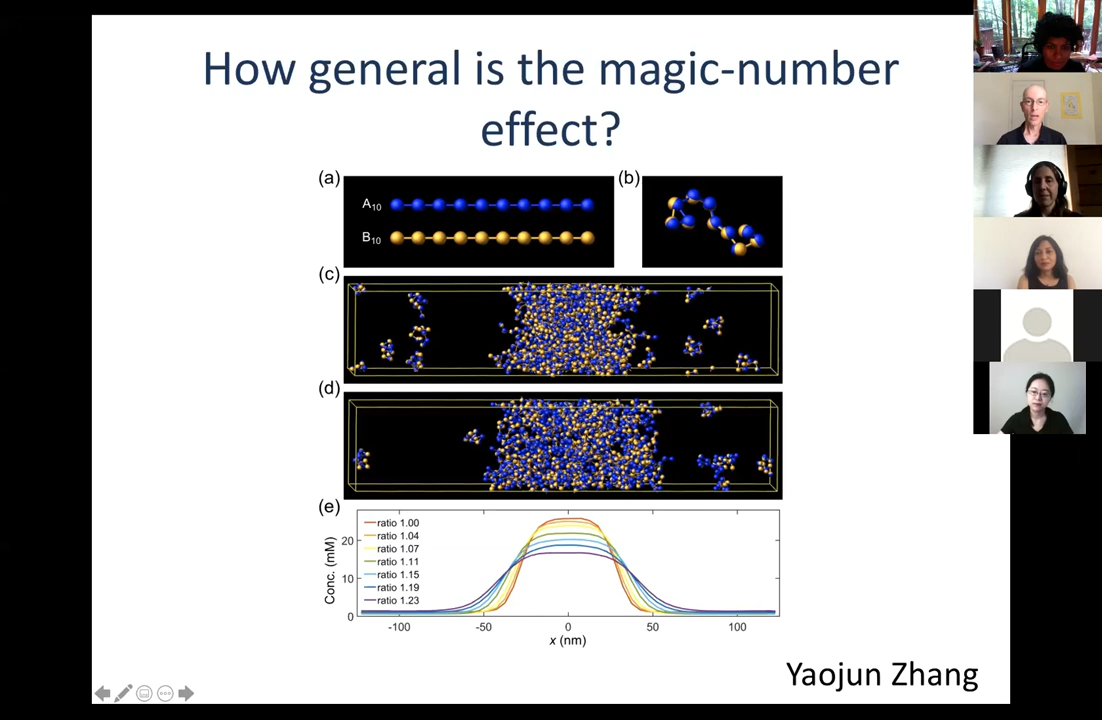 How general is the magic-number
effect?
(a)
(b)
A10
B10
(c)
(d)
(e)
ratio 1.00
ratio 1.04
ratio 1.07
ratio 1.11
ratio 1.15
ratio 1.19
ratio 1.23
Conc. (mM)
20
10
0
-100
-50
0
50
100
x (nm)
Yaojun Zhang